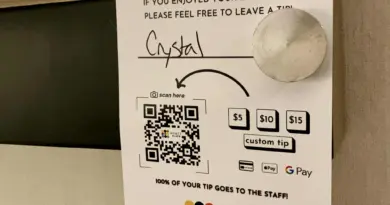 IF YOU ENJOYED YOUR
PLEASE FEEL FREE TO LEAVE A TIP!
Crystal
scan here
$5 $10 $15
custom tip
Pay G Pay
100% OF YOUR TIP GOES TO THE STAFF!